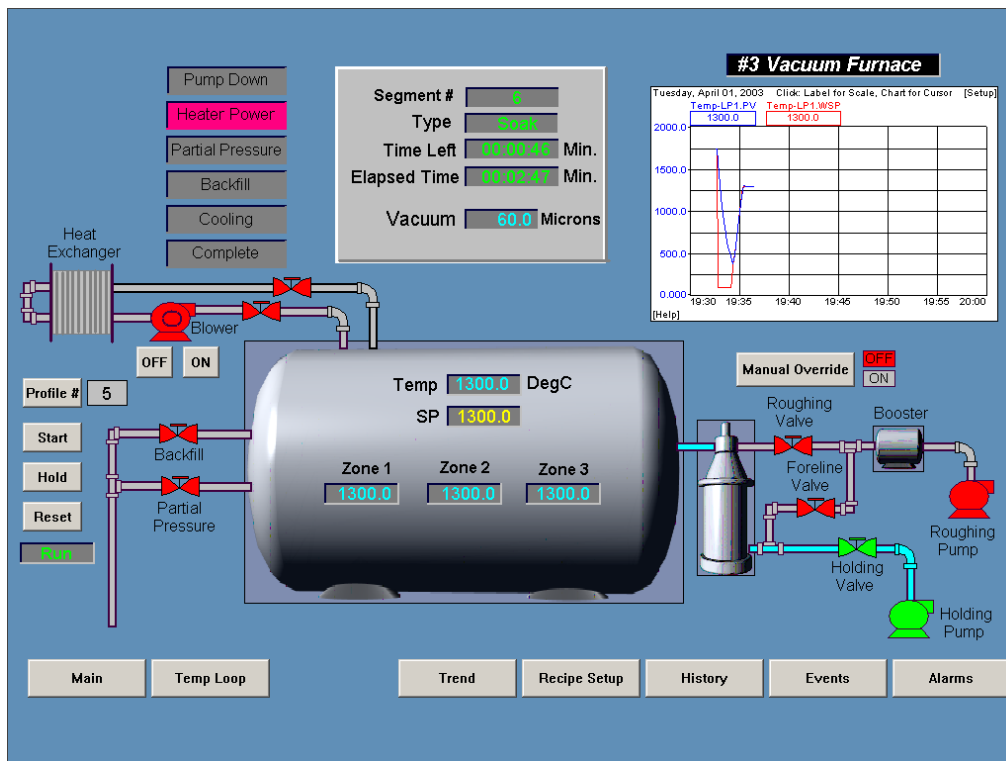 #3 Vacuum Furnace
Pump Down
Heater Power
Partial Pressure
Backfill
Cooling
Complete
Segment # 6
Type Soak
Time Left 00:00:46 Min.
Elapsed Time 00:02:47 Min.
Vacuum 60.0 Microns
Tuesday, April 01, 2003 Click: Label for Scale, Chart for Cursor [Setup]
Temp-LP1.PV Temp-LP1.WSP
1300.0 1300.0
2000.0
1500.0
1000.0
500.0
0.000
19:30 19:35 19:40 19:45 19:50 19:55 20:00
[Help]
Heat
Exchanger
Blower
OFF ON
Profile # 5
Start
Hold
Reset
Run
Backfill
Partial
Pressure
Temp 1300.0 DegC
SP 1300.0
Zone 1 Zone 2 Zone 3
1300.0 1300.0 1300.0
Manual Override OFF
ON
Roughing
Valve
Booster
Foreline
Valve
Roughing
Pump
Holding
Valve
Holding
Pump
Main Temp Loop Trend Recipe Setup History Events Alarms